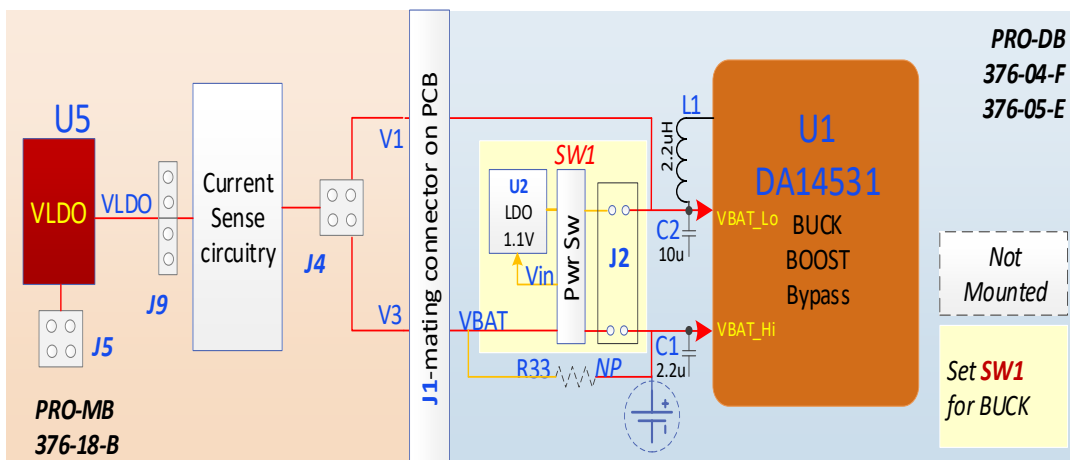 U5
VLDO
VLDO
J9
J5
Current
Sense
circuitry
J4
V1
V3
PRO-MB
376-18-B
J1-mating connector on PCB
SW1
U2
LDO
1.1V
Vin
Pwr Sw
J2
VBAT
R33
NP
L1
2.2uH
C2
10u
C1
2.2u
+
-
U1
DA14531
BUCK
BOOST
Bypass
VBAT_Lo
VBAT_Hi
PRO-DB
376-04-F
376-05-E
Not
Mounted
Set SW1
for BUCK